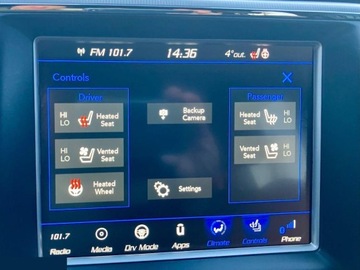 FM 101.7 14:36 4°out.
Controls X
Driver Passenger
HI LO Heated Seat
Backup Camera
Heated Seat HI LO
HI LO Vented Seat
Vented Seat HI LO
Heated Wheel
Settings
101.7
Radio Media Drv Mode Apps Climate Controls Phone